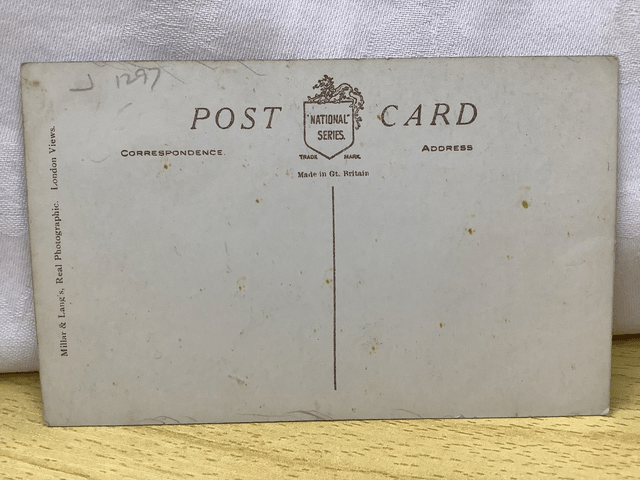 J 1297
POST CARD
"NATIONAL"
SERIES.
TRADE MARK.
CORRESPONDENCE.
ADDRESS
Made in Gt. Britain
Millar & Lang's, Real Photographic. London Views.